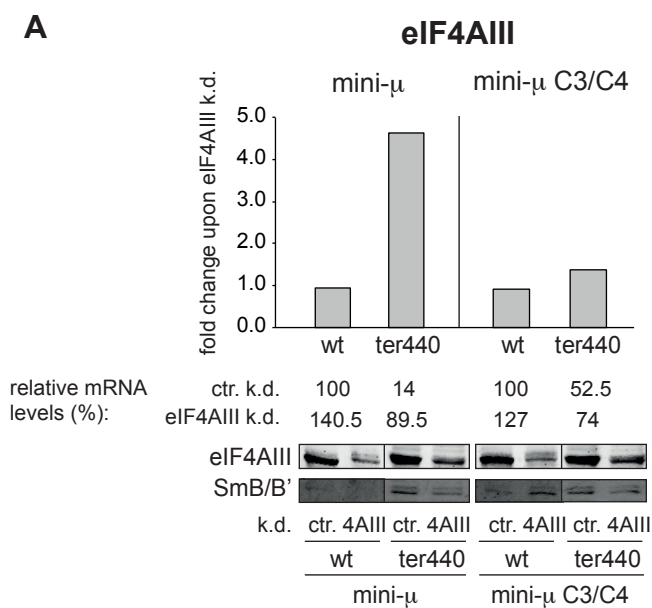 A
eIF4AIII
mini-μ mini-μ C3/C4
fold change upon eIF4AIII k.d.
5.0
4.0
3.0
2.0
1.0
0.0
wt ter440 wt ter440
relative mRNA levels (%):
ctr. k.d. 100 14 100 52.5
eIF4AIII k.d. 140.5 89.5 127 74
eIF4AIII
SmB/B'
k.d. ctr. 4AIII ctr. 4AIII ctr. 4AIII ctr. 4AIII
wt ter440 wt ter440
mini-μ mini-μ C3/C4